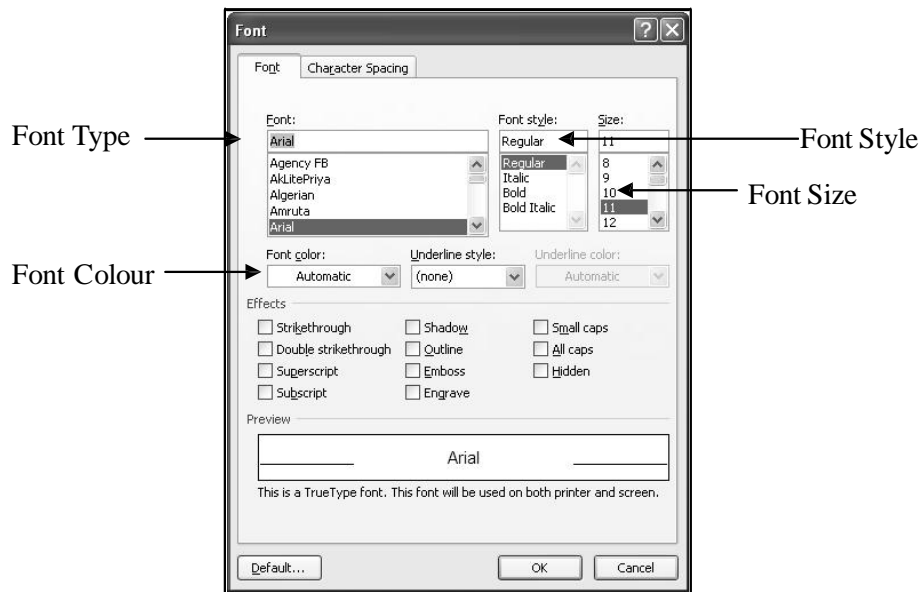 Font
Font Character Spacing
Font: Font style: Size:
Font Type Arial Regular 11 Font Style
Agency FB Regular 8
AkLitePriya Italic 9
Algerian Bold 10 Font Size
Amruta Bold Italic 11
Arial 12
Font color: Underline style: Underline color:
Font Colour Automatic (none) Automatic
Effects
Strikethrough Shadow Small caps
Double strikethrough Outline All caps
Superscript Emboss Hidden
Subscript Engrave
Preview
Arial
This is a TrueType font. This font will be used on both printer and screen.
Default... OK Cancel